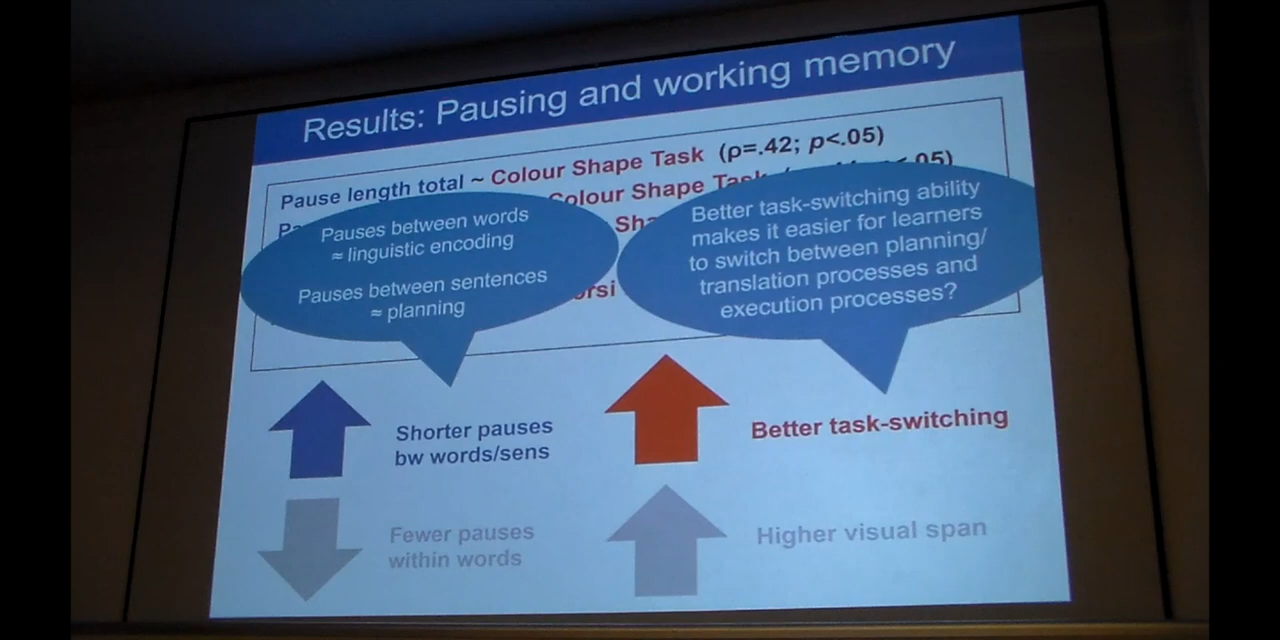 Results: Pausing and working memory
Pause length total ~ Colour Shape Task (ρ=.42; p<.05)
Colour Shape Task .05)
Pauses between words
≈ linguistic encoding
Pauses between sentences
≈ planning
Better task-switching ability
makes it easier for learners
to switch between planning/
translation processes and
execution processes?
Shorter pauses
bw words/sens
Better task-switching
Fewer pauses
within words
Higher visual span